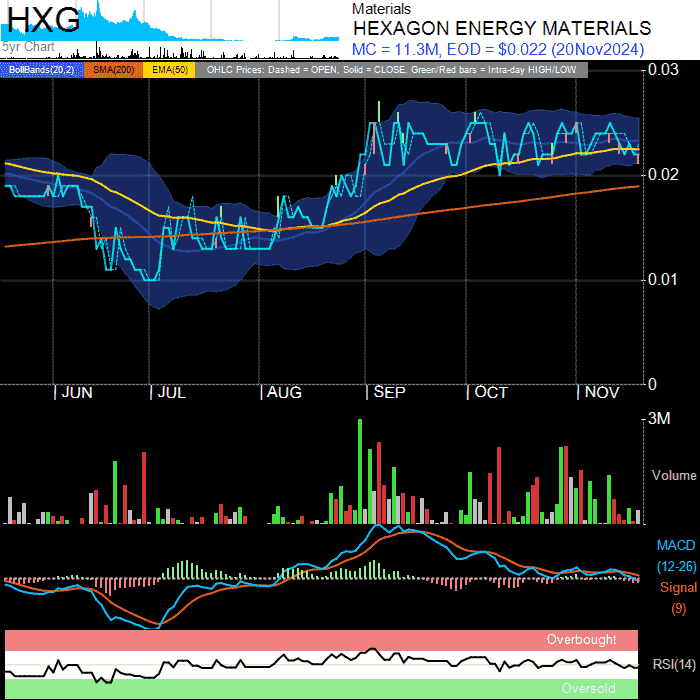 HXG
5yr Chart
Materials
HEXAGON ENERGY MATERIALS
MC = 11.3M, EOD = $0.022 (20Nov2024)
BollBands(20,2) SMA(200) EMA(50) OHLC Prices: Dashed = OPEN, Solid = CLOSE, Green/Red bars = Intra-day HIGH/LOW
0.03
0.02
0.01
0
| JUN | JUL | AUG | SEP | OCT | NOV
3M
Volume
MACD
(12-26)
Signal
(9)
Overbought
RSI(14)
Oversold